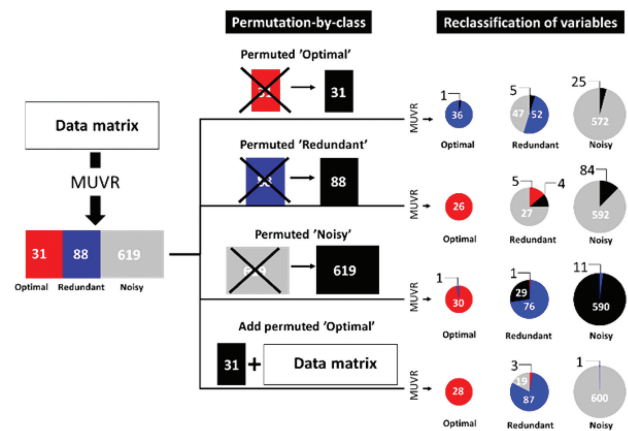 Permutation-by-class
Reclassification of variables
Permuted 'Optimal'
31
MUVR
1
36
Optimal
5
47
52
Redundant
25
572
Noisy
Data matrix
MUVR
31
88
619
Optimal
Redundant
Noisy
Permuted 'Redundant'
88
MUVR
26
Optimal
5
4
27
Redundant
84
592
Noisy
Permuted 'Noisy'
619
MUVR
1
30
Optimal
1
29
76
Redundant
11
590
Noisy
Add permuted 'Optimal'
31
+
Data matrix
MUVR
28
Optimal
3
19
87
Redundant
1
600
Noisy